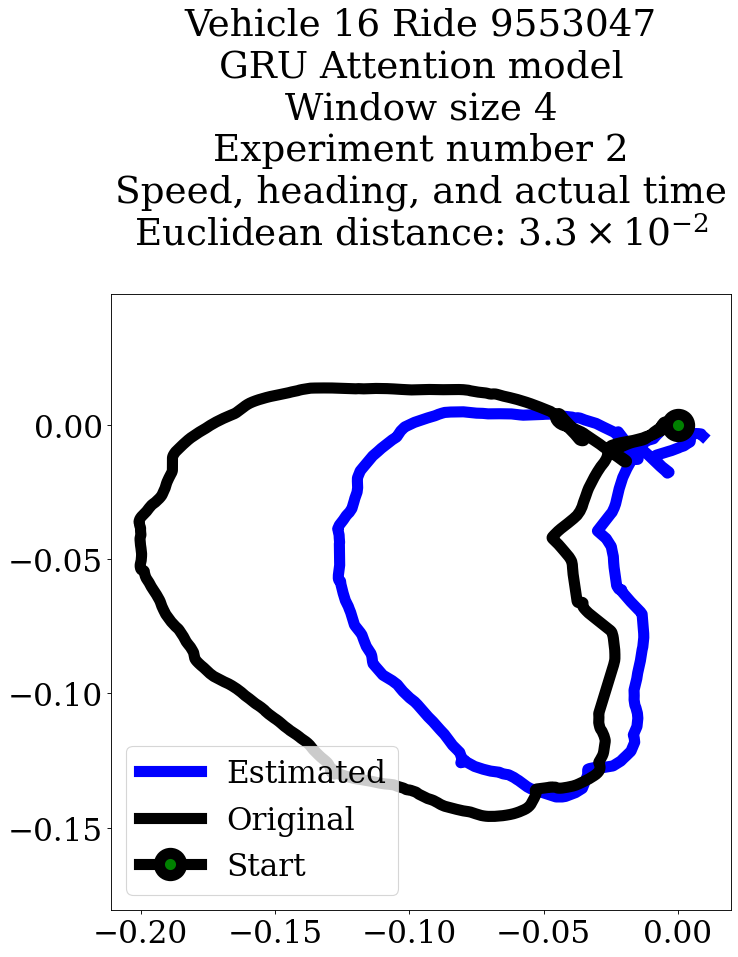 Vehicle 16 Ride 9553047
GRU Attention model
Window size 4
Experiment number 2
Speed, heading, and actual time
Euclidean distance: 3.3 × 10⁻²
0.00
−0.05
−0.10
−0.15
Estimated
Original
Start
−0.20 −0.15 −0.10 −0.05 0.00